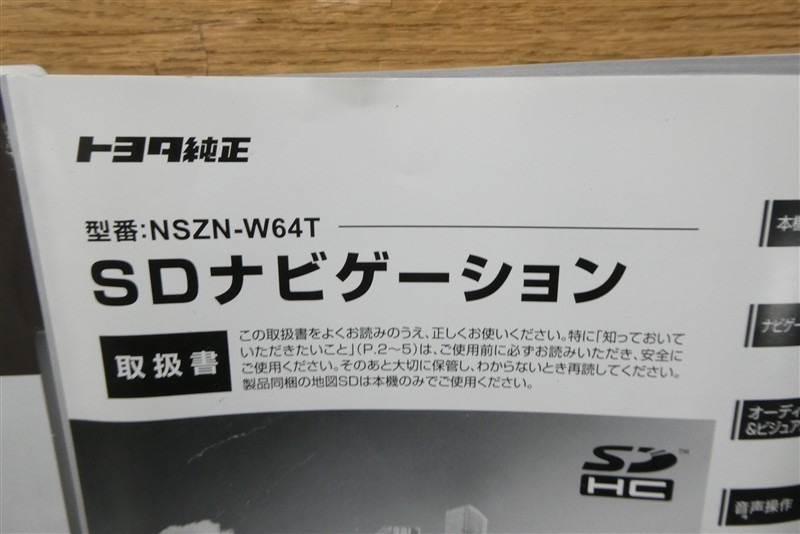 トヨタ純正
型番:NSZN-W64T
SDナビゲーション
取扱書
この取扱書をよくお読みのうえ、正しくお使いください。特に「知っておいて
いただきたいこと」(P.2～5)は、ご使用前に必ずお読みいただき、安全に
ご使用ください。そのあと大切に保管し、わからないとき再読してください。
製品同梱の地図SDは本機のみでご使用ください。
SD
HC
TM
本機
ナビゲー
オーディ
&ビジュア
音声操作